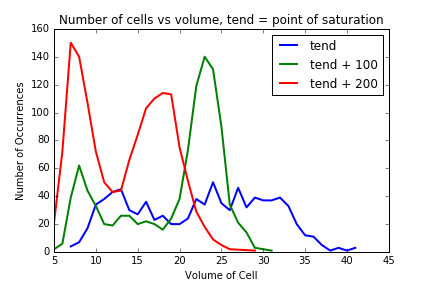 Number of cells vs volume, tend = point of saturation
160
140
120
100
80
60
40
20
0
Number of Occurrences
tend
tend + 100
tend + 200
5 10 15 20 25 30 35 40 45
Volume of Cell